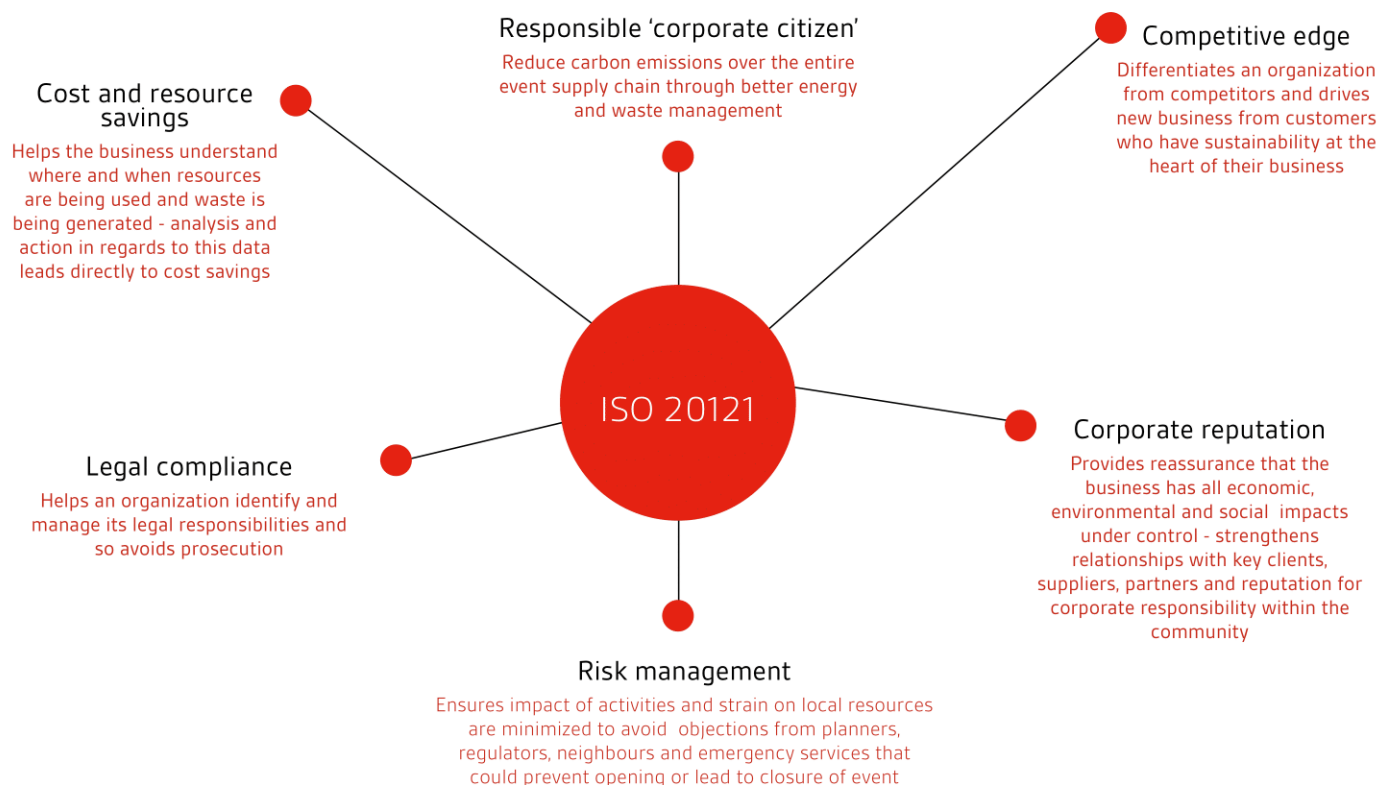 Responsible ‘corporate citizen’
Reduce carbon emissions over the entire
event supply chain through better energy
and waste management
Competitive edge
Differentiates an organization
from competitors and drives
new business from customers
who have sustainability at the
heart of their business
Cost and resource
savings
Helps the business understand
where and when resources
are being used and waste is
being generated - analysis and
action in regards to this data
leads directly to cost savings
ISO 20121
Legal compliance
Helps an organization identify and
manage its legal responsibilities and
so avoids prosecution
Corporate reputation
Provides reassurance that the
business has all economic,
environmental and social  impacts
under control - strengthens
relationships with key clients,
suppliers, partners and reputation for
corporate responsibility within the
community
Risk management
Ensures impact of activities and strain on local resources
are minimized to avoid  objections from planners,
regulators, neighbours and emergency services that
could prevent opening or lead to closure of event